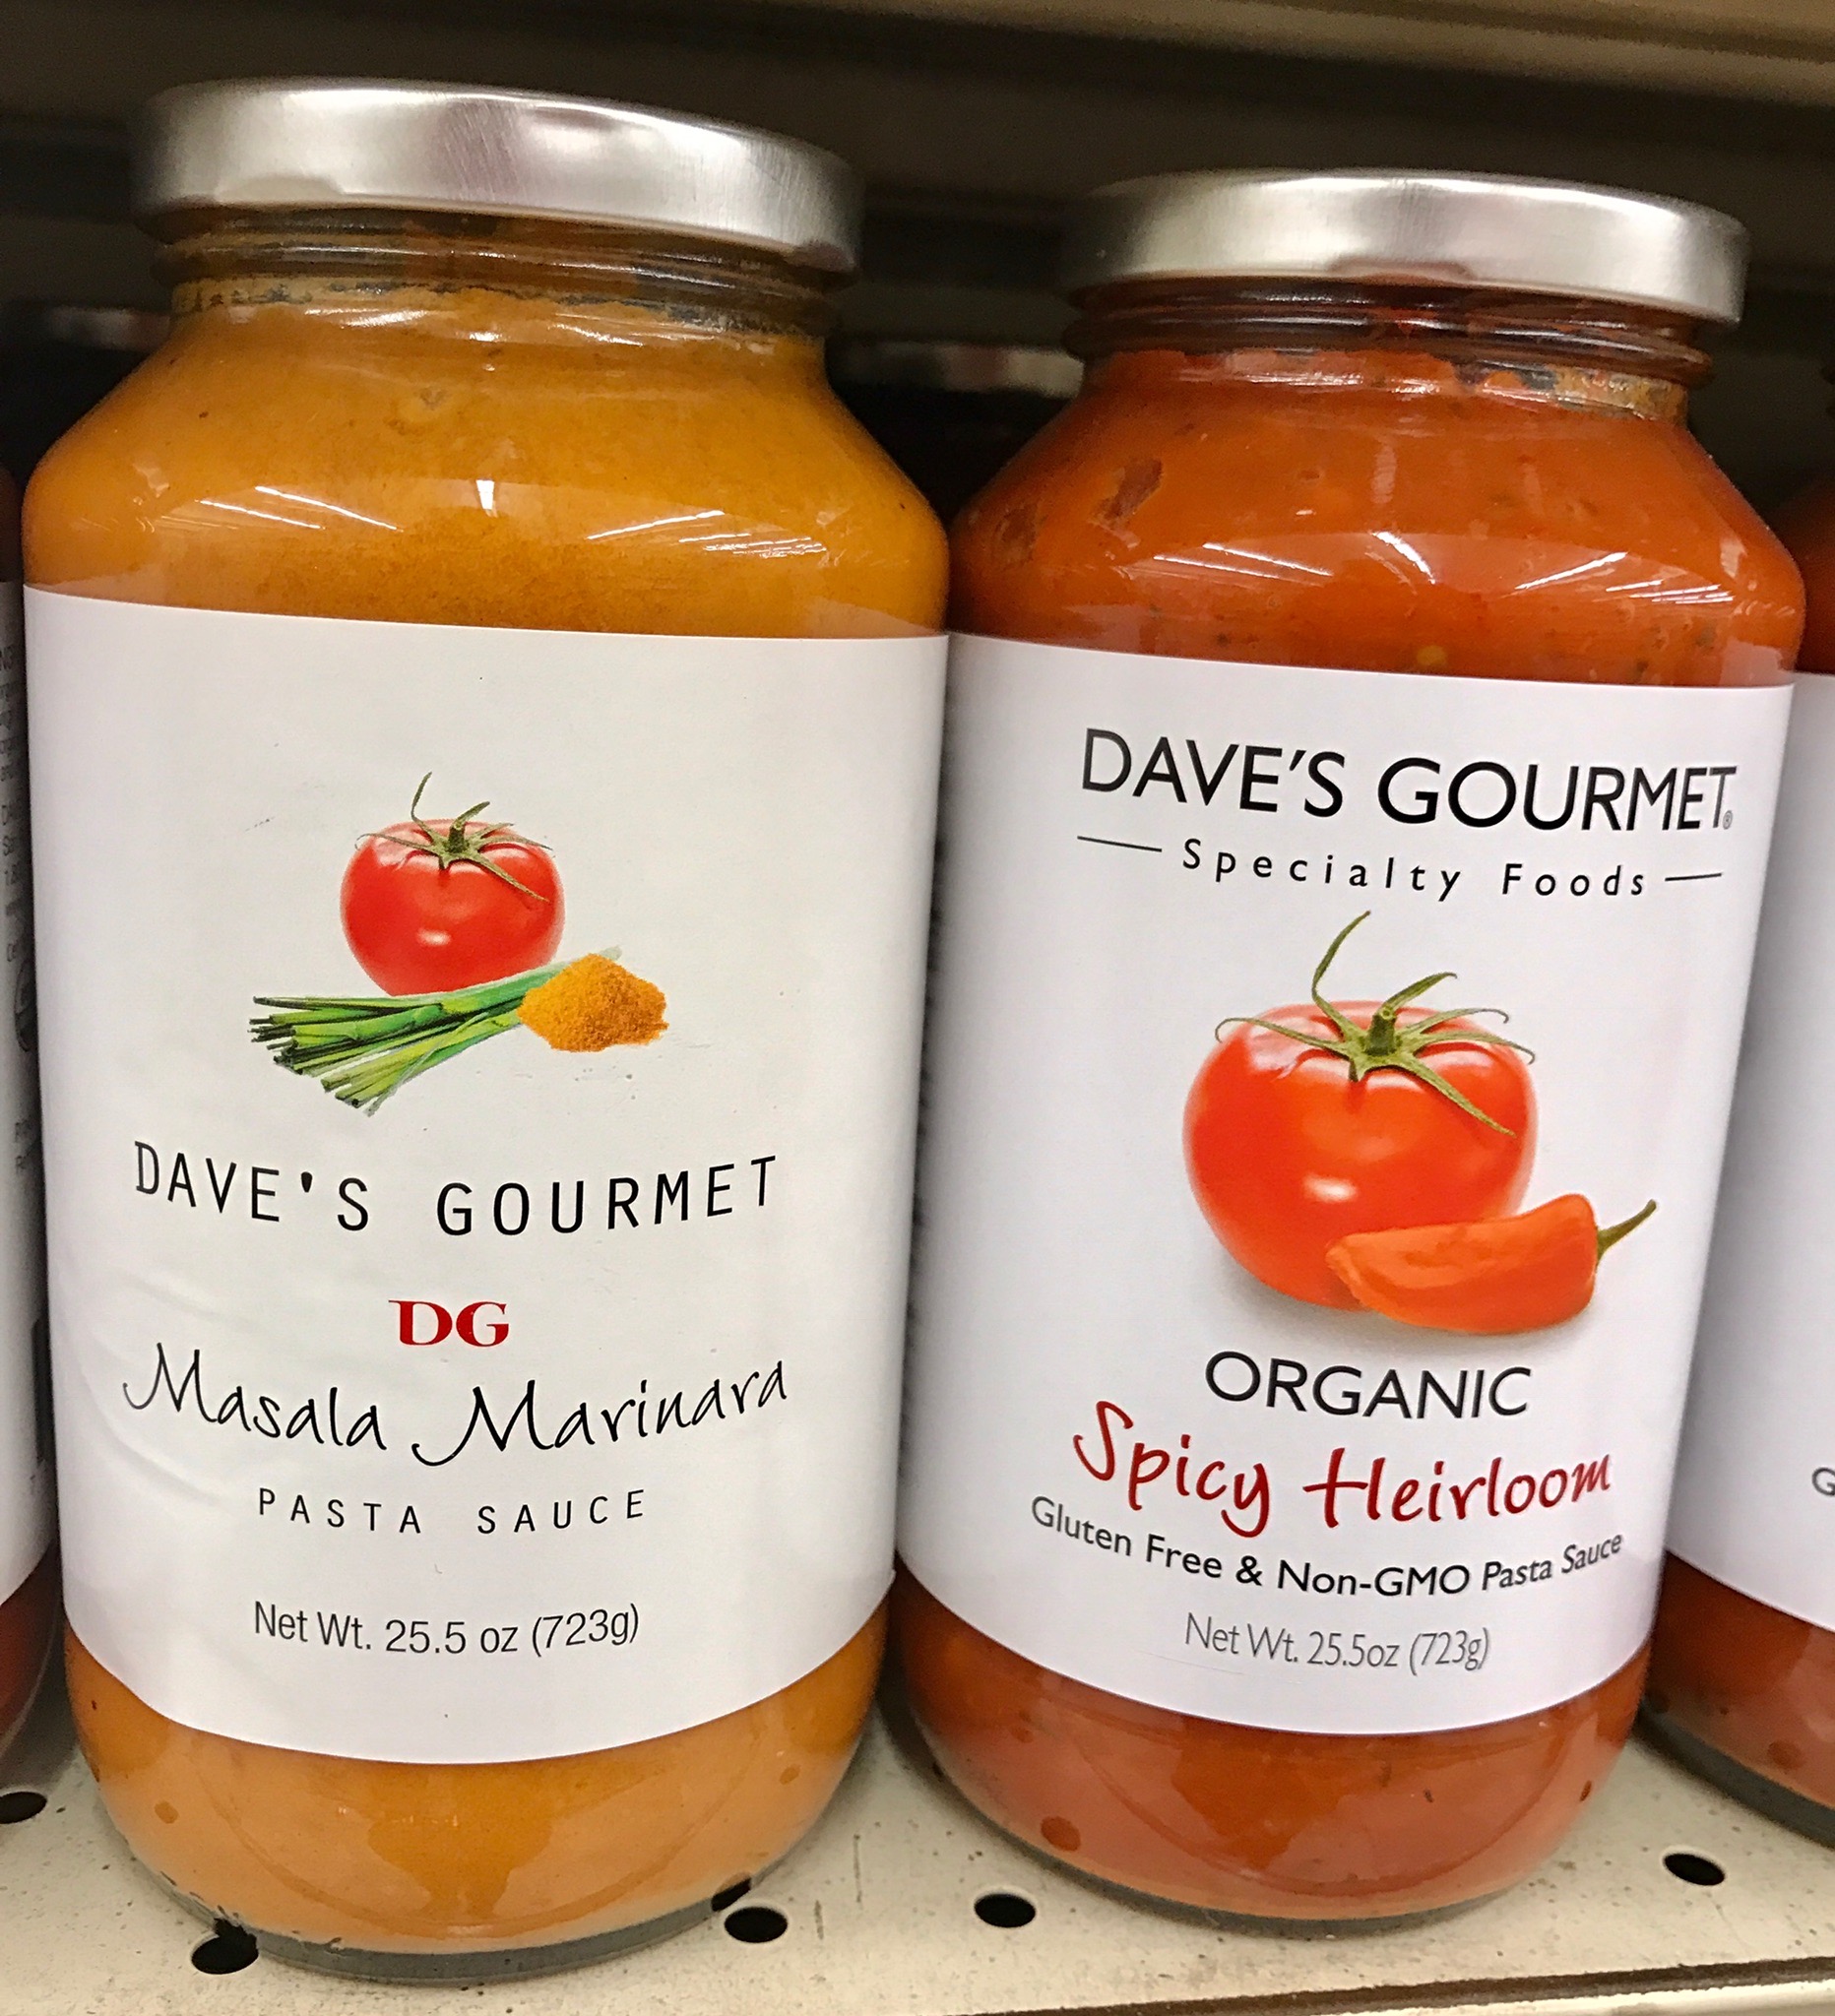 DAVE'S GOURMET
DG
Masala Marinara
PASTA SAUCE
Net Wt. 25.5 oz (723g)
DAVE'S GOURMET®
Specialty Foods
ORGANIC
Spicy Heirloom
Gluten Free & Non-GMO Pasta Sauce
Net Wt. 25.5oz (723g)